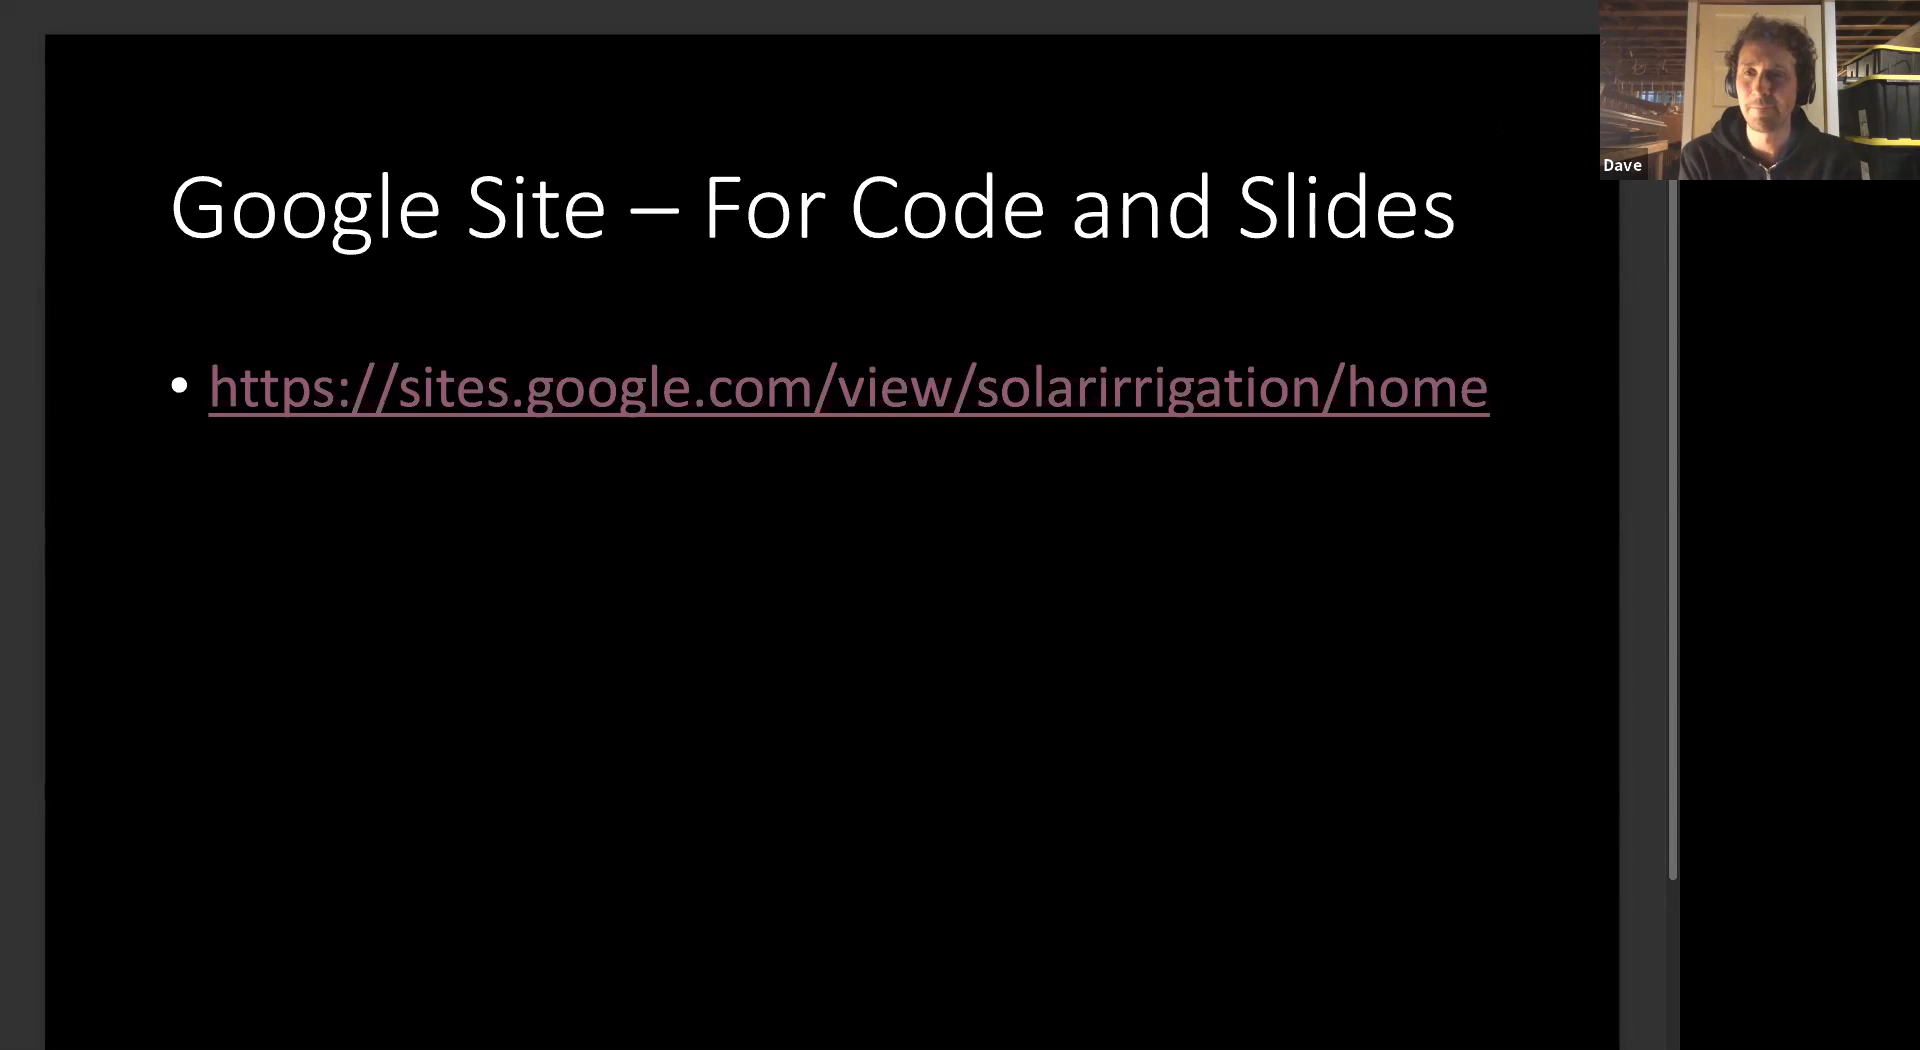 Google Site – For Code and Slides
• https://sites.google.com/view/solarirrigation/home
Dave